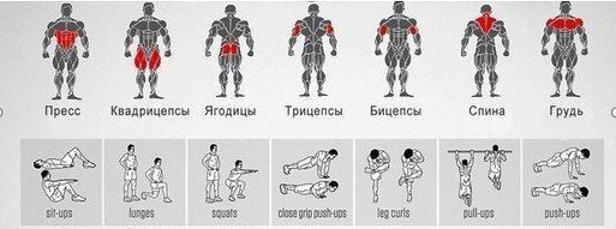 Пресс Квадрицепсы Ягодицы Трицепсы Бицепсы Спина Грудь
sit-ups lunges squats close grip push-ups leg curls pull-ups push-ups